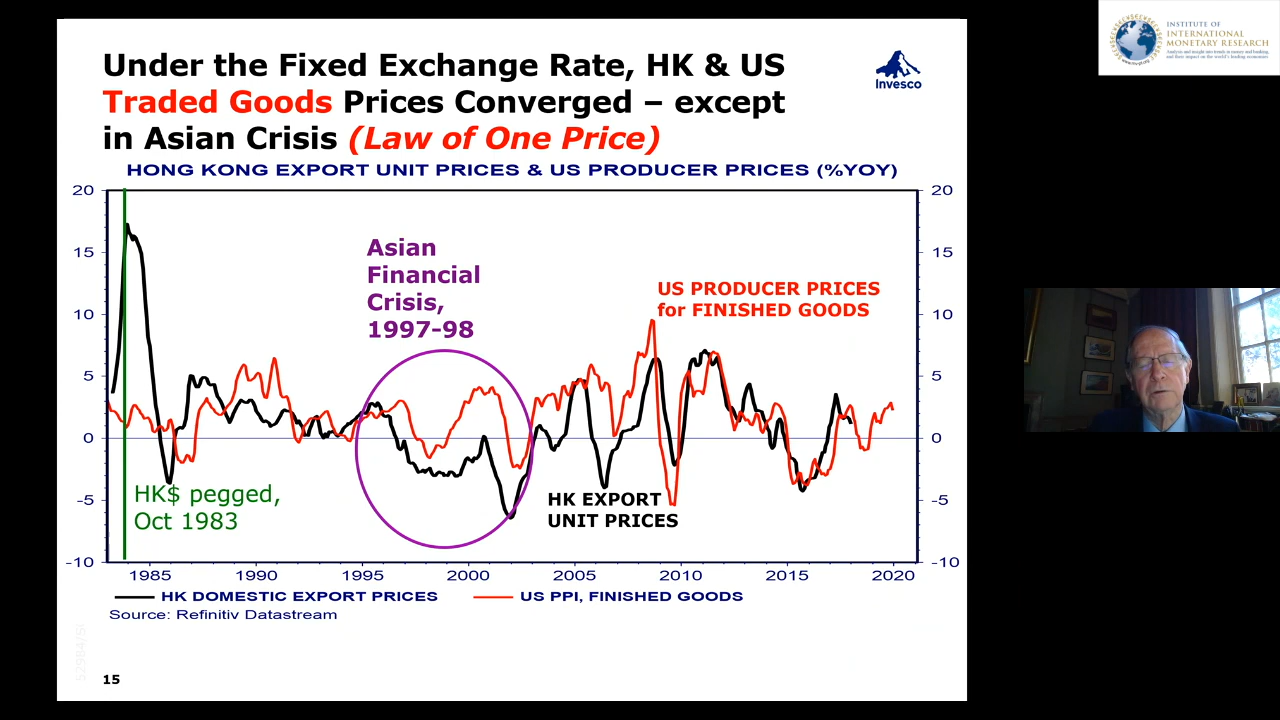 Under the Fixed Exchange Rate, HK & US
Traded Goods Prices Converged – except
in Asian Crisis (Law of One Price)
Invesco
INSTITUTE OF
INTERNATIONAL
MONETARY RESEARCH
HONG KONG EXPORT UNIT PRICES & US PRODUCER PRICES (%YOY)
20
15
10
5
0
-5
-10
20
15
10
5
0
-5
-10
Asian
Financial
Crisis,
1997-98
US PRODUCER PRICES
for FINISHED GOODS
HK$ pegged,
Oct 1983
HK EXPORT
UNIT PRICES
1985 1990 1995 2000 2005 2010 2015 2020
HK DOMESTIC EXPORT PRICES US PPI, FINISHED GOODS
Source: Refinitiv Datastream
15